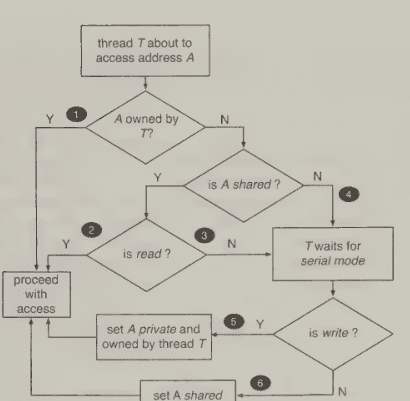 thread T about to
access address A
1
Y
A owned by
T?
N
Y
is A shared ?
N
4
2
Y
is read ?
3
N
T waits for
serial mode
proceed
with
access
set A private and
owned by thread T
5
Y
is write ?
set A shared
6
N